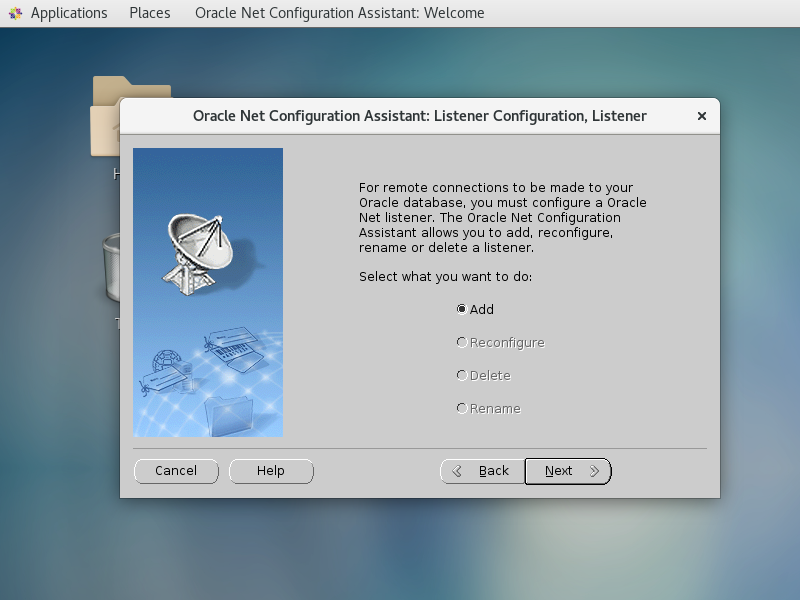 Applications Places Oracle Net Configuration Assistant: Welcome
Oracle Net Configuration Assistant: Listener Configuration, Listener
For remote connections to be made to your
Oracle database, you must configure a Oracle
Net listener. The Oracle Net Configuration
Assistant allows you to add, reconfigure,
rename or delete a listener.
Select what you want to do:
Add
Reconfigure
Delete
Rename
Cancel Help Back Next